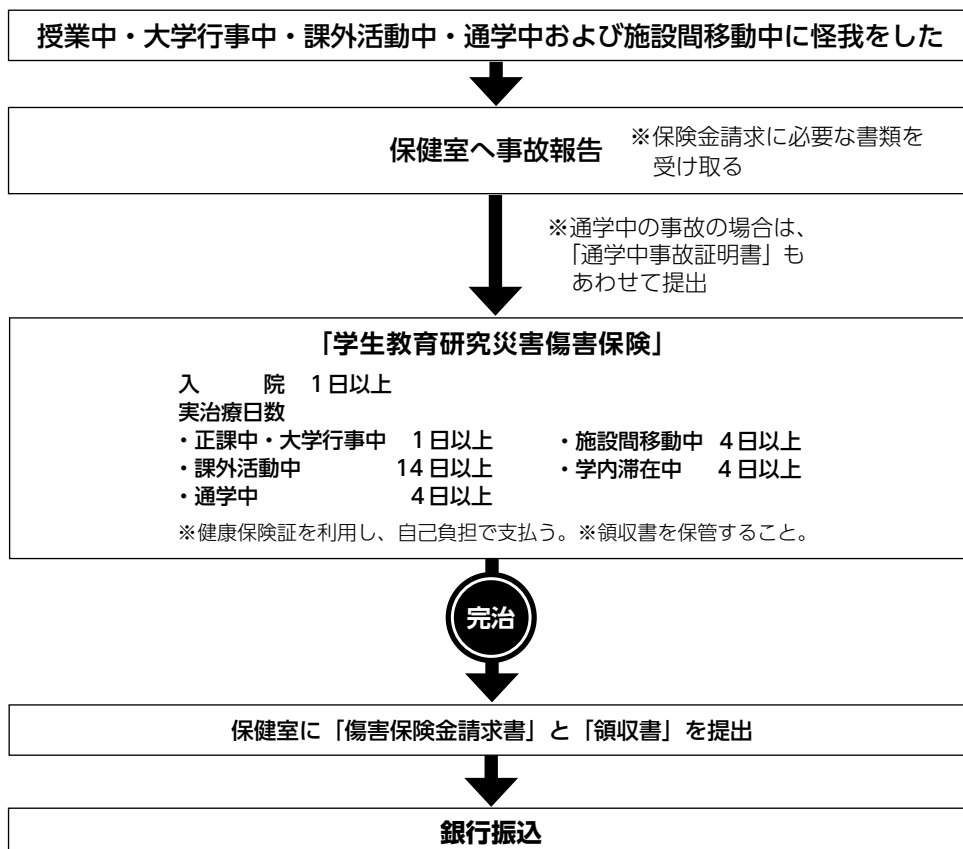 授業中・大学行事中・課外活動中・通学中および施設間移動中に怪我をした
保健室へ事故報告 ※保険金請求に必要な書類を
受け取る
※通学中の事故の場合は、
「通学中事故証明書」も
あわせて提出
「学生教育研究災害傷害保険」
入　　院　1日以上
実治療日数
・正課中・大学行事中　1日以上　・施設間移動中　4日以上
・課外活動中　14日以上　・学内滞在中　4日以上
・通学中　4日以上
※健康保険証を利用し、自己負担で支払う。※領収書を保管すること。
完治
保健室に「傷害保険金請求書」と「領収書」を提出
銀行振込